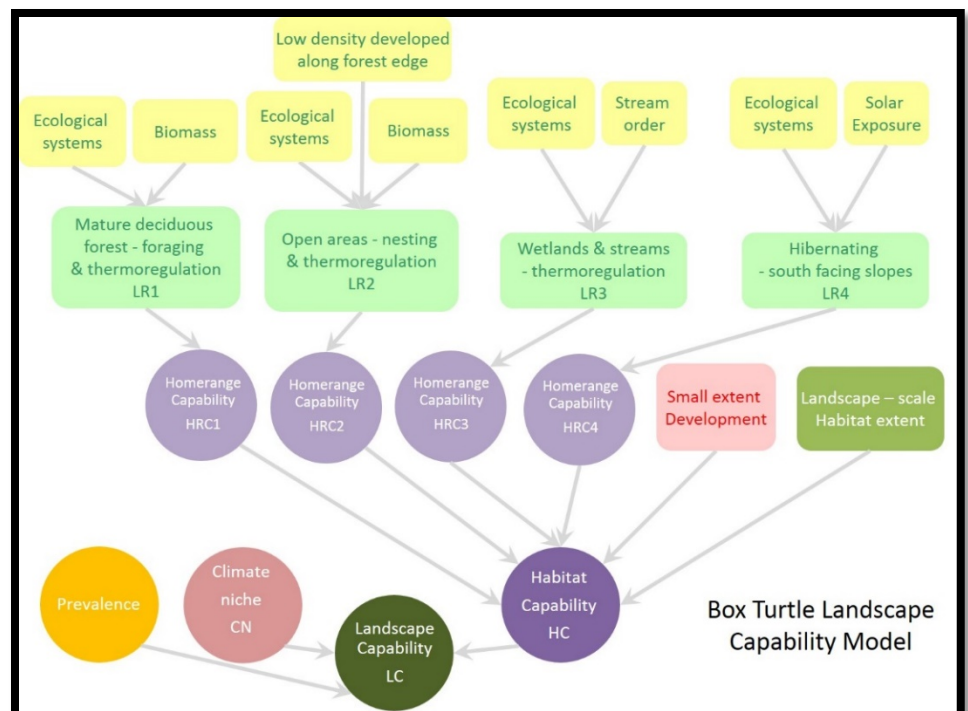 Low density developed
along forest edge
Ecological
systems
Biomass
Ecological
systems
Biomass
Ecological
systems
Stream
order
Ecological
systems
Solar
Exposure
Mature deciduous
forest - foraging
& thermoregulation
LR1
Open areas - nesting
& thermoregulation
LR2
Wetlands & streams
- thermoregulation
LR3
Hibernating
- south facing slopes
LR4
Homerange
Capability
HRC1
Homerange
Capability
HRC2
Homerange
Capability
HRC3
Homerange
Capability
HRC4
Small extent
Development
Landscape – scale
Habitat extent
Prevalence
Climate
niche
CN
Landscape
Capability
LC
Habitat
Capability
HC
Box Turtle Landscape
Capability Model